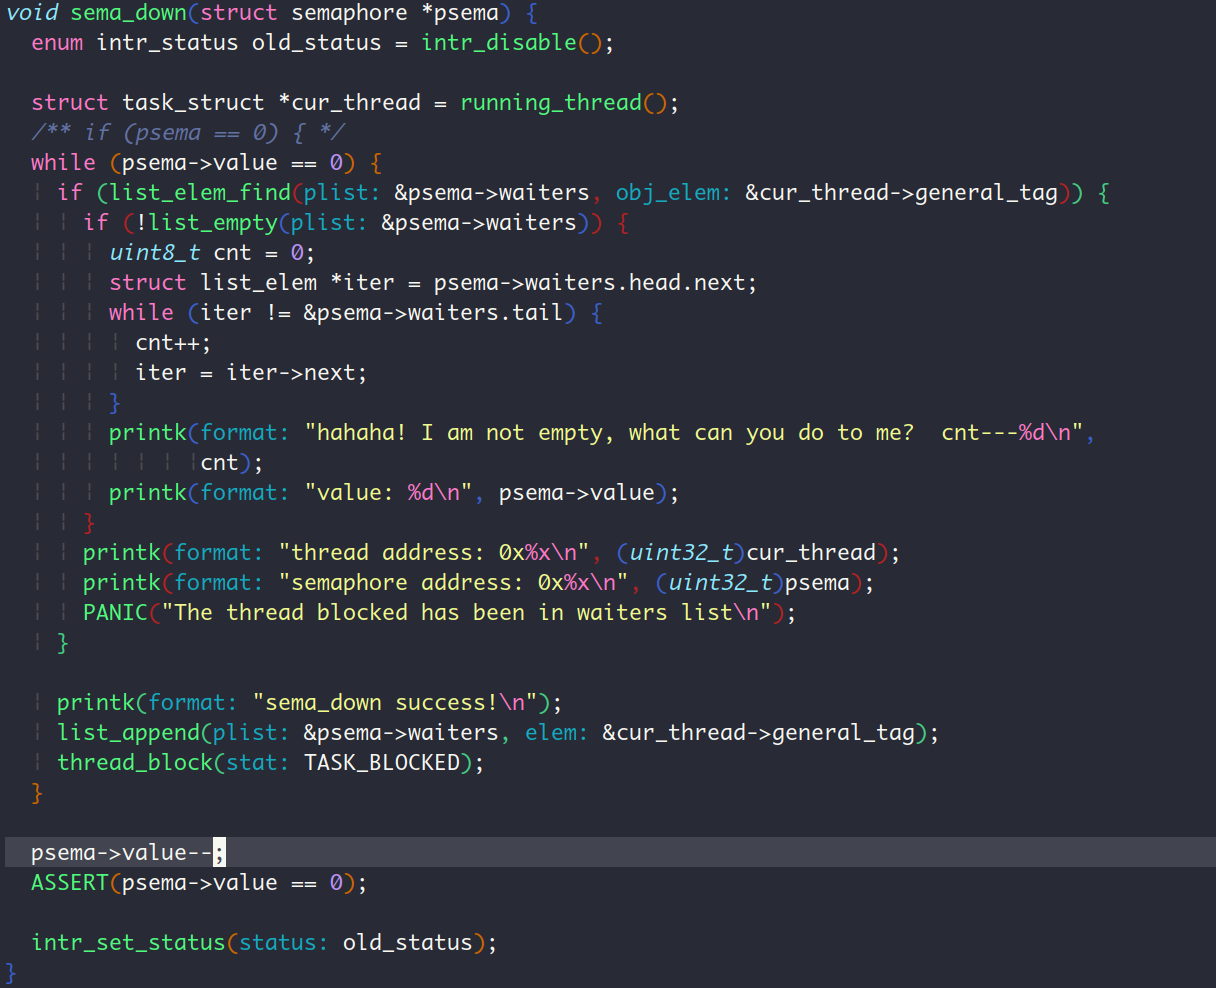 void sema_down(struct semaphore *psema) {
  enum intr_status old_status = intr_disable();

  struct task_struct *cur_thread = running_thread();
  /** if (psema == 0) { */
  while (psema->value == 0) {
    if (list_elem_find(plist: &psema->waiters, obj_elem: &cur_thread->general_tag)) {
      if (!list_empty(plist: &psema->waiters)) {
        uint8_t cnt = 0;
        struct list_elem *iter = psema->waiters.head.next;
        while (iter != &psema->waiters.tail) {
          cnt++;
          iter = iter->next;
        }
        printk(format: "hahaha! I am not empty, what can you do to me?  cnt---%d\n",
               cnt);
        printk(format: "value: %d\n", psema->value);
      }
      printk(format: "thread address: 0x%x\n", (uint32_t)cur_thread);
      printk(format: "semaphore address: 0x%x\n", (uint32_t)psema);
      PANIC("The thread blocked has been in waiters list\n");
    }

    printk(format: "sema_down success!\n");
    list_append(plist: &psema->waiters, elem: &cur_thread->general_tag);
    thread_block(stat: TASK_BLOCKED);
  }

  psema->value--;
  ASSERT(psema->value == 0);

  intr_set_status(status: old_status);
}